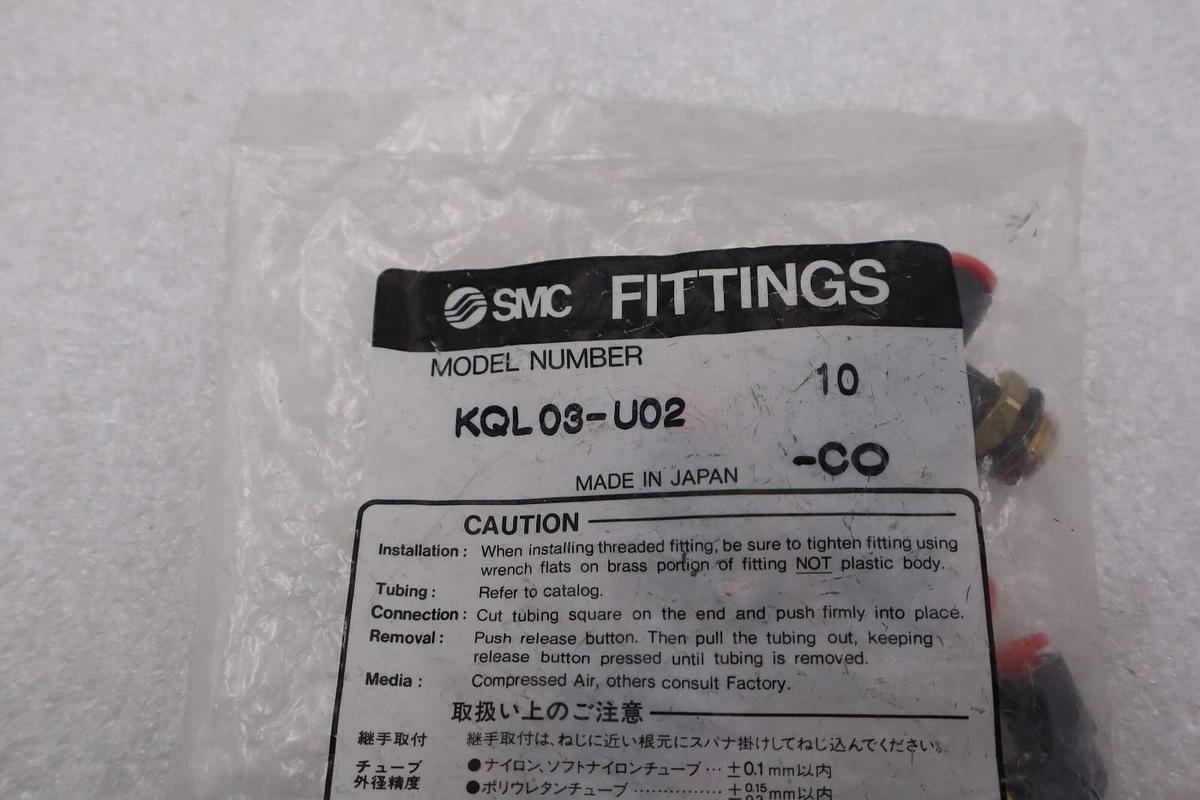 SMC FITTINGS
MODEL NUMBER 10
KQL03-U02
-CO
MADE IN JAPAN
CAUTION
Installation: When installing threaded fitting, be sure to tighten fitting using
wrench flats on brass portion of fitting NOT plastic body.
Tubing: Refer to catalog.
Connection: Cut tubing square on the end and push firmly into place.
Removal: Push release button. Then pull the tubing out, keeping
release button pressed until tubing is removed.
Media: Compressed Air, others consult Factory.
取扱い上のご注意
継手取付 継手取付は、ねじに近い根元にスパナ掛けしてねじ込んでください。
チューブ ●ナイロン、ソフトナイロンチューブ … ±0.1mm以内
外径精度 ●ポリウレタンチューブ …………… +0.15 mm以内